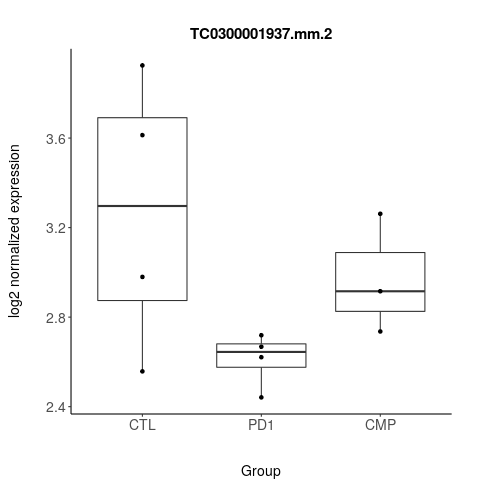 TC0300001937.mm.2
log2 normalized expression
3.6
3.2
2.8
2.4
CTL PD1 CMP
Group